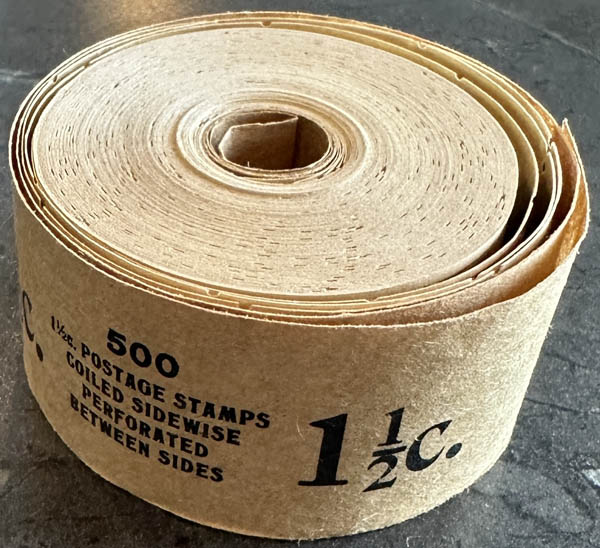 C.
500
1½c. POSTAGE STAMPS
COILED SIDEWISE
PERFORATED
BETWEEN SIDES
1½c.